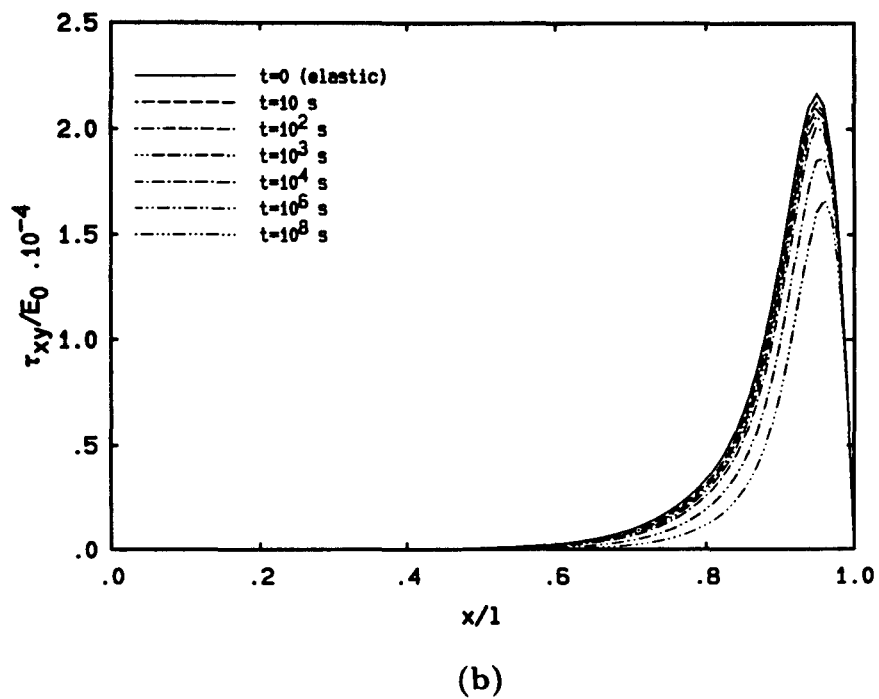 2.5
2.0
1.5
1.0
.5
.0
τxy/E0 .10⁻⁴
t=0 (elastic)
t=10 s
t=10² s
t=10³ s
t=10⁴ s
t=10⁶ s
t=10⁸ s
.0 .2 .4 .6 .8 1.0
x/l
(b)